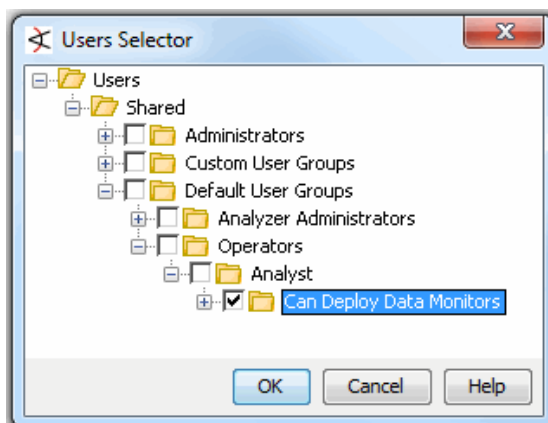 Users Selector
Users
Shared
Administrators
Custom User Groups
Default User Groups
Analyzer Administrators
Operators
Analyst
Can Deploy Data Monitors
OK Cancel Help